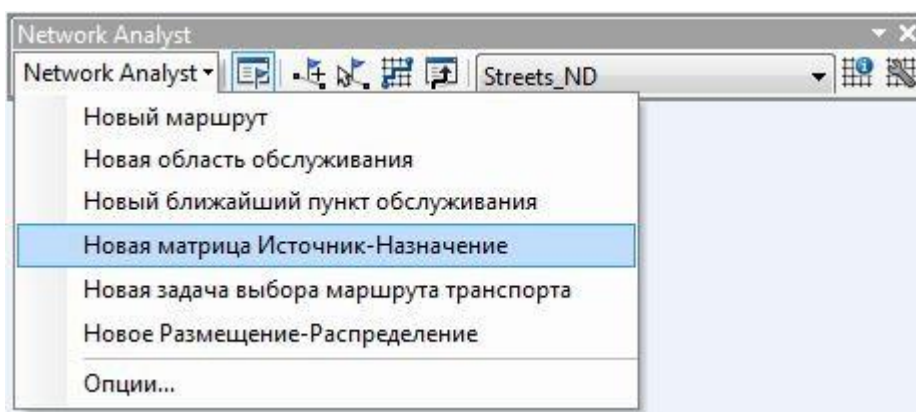 Network Analyst
Network Analyst Streets_ND
Новый маршрут
Новая область обслуживания
Новый ближайший пункт обслуживания
Новая матрица Источник-Назначение
Новая задача выбора маршрута транспорта
Новое Размещение-Распределение
Опции...